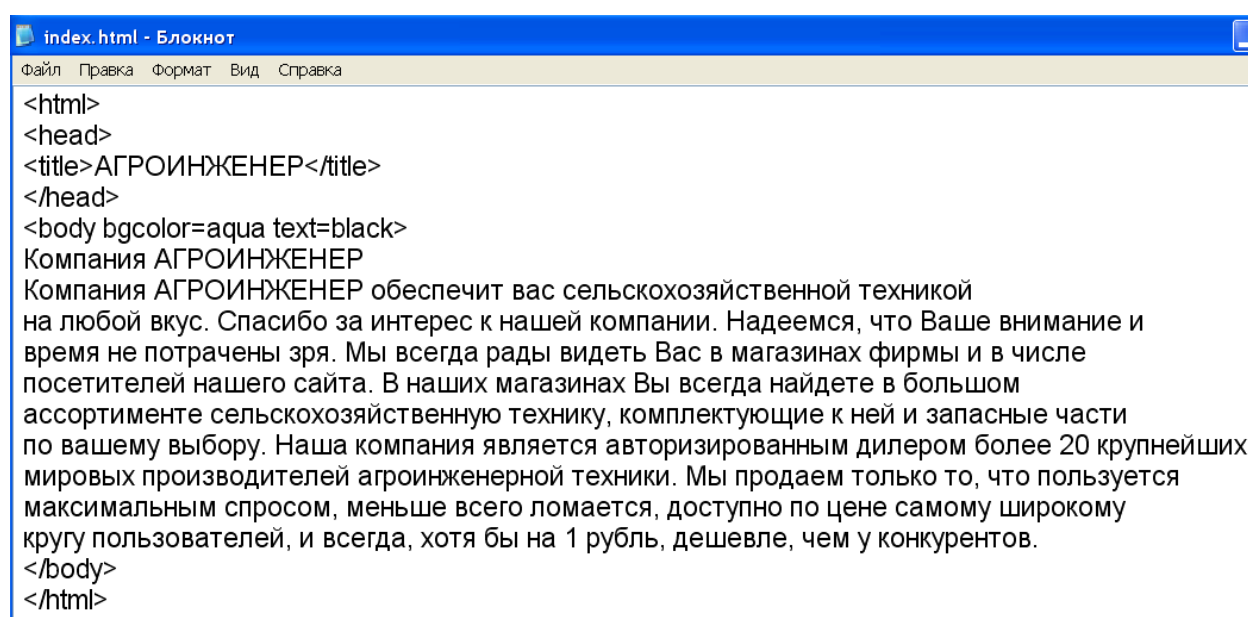 index.html - Блокнот
Файл Правка Формат Вид Справка
<html>
<head>
<title>АГРОИНЖЕНЕР</title>
</head>
<body bgcolor=aqua text=black>
Компания АГРОИНЖЕНЕР
Компания АГРОИНЖЕНЕР обеспечит вас сельскохозяйственной техникой
на любой вкус. Спасибо за интерес к нашей компании. Надеемся, что Ваше внимание и
время не потрачены зря. Мы всегда рады видеть Вас в магазинах фирмы и в числе
посетителей нашего сайта. В наших магазинах Вы всегда найдете в большом
ассортименте сельскохозяйственную технику, комплектующие к ней и запасные части
по вашему выбору. Наша компания является авторизированным дилером более 20 крупнейших
мировых производителей агроинженерной техники. Мы продаем только то, что пользуется
максимальным спросом, меньше всего ломается, доступно по цене самому широкому
кругу пользователей, и всегда, хотя бы на 1 рубль, дешевле, чем у конкурентов.
</body>
</html>